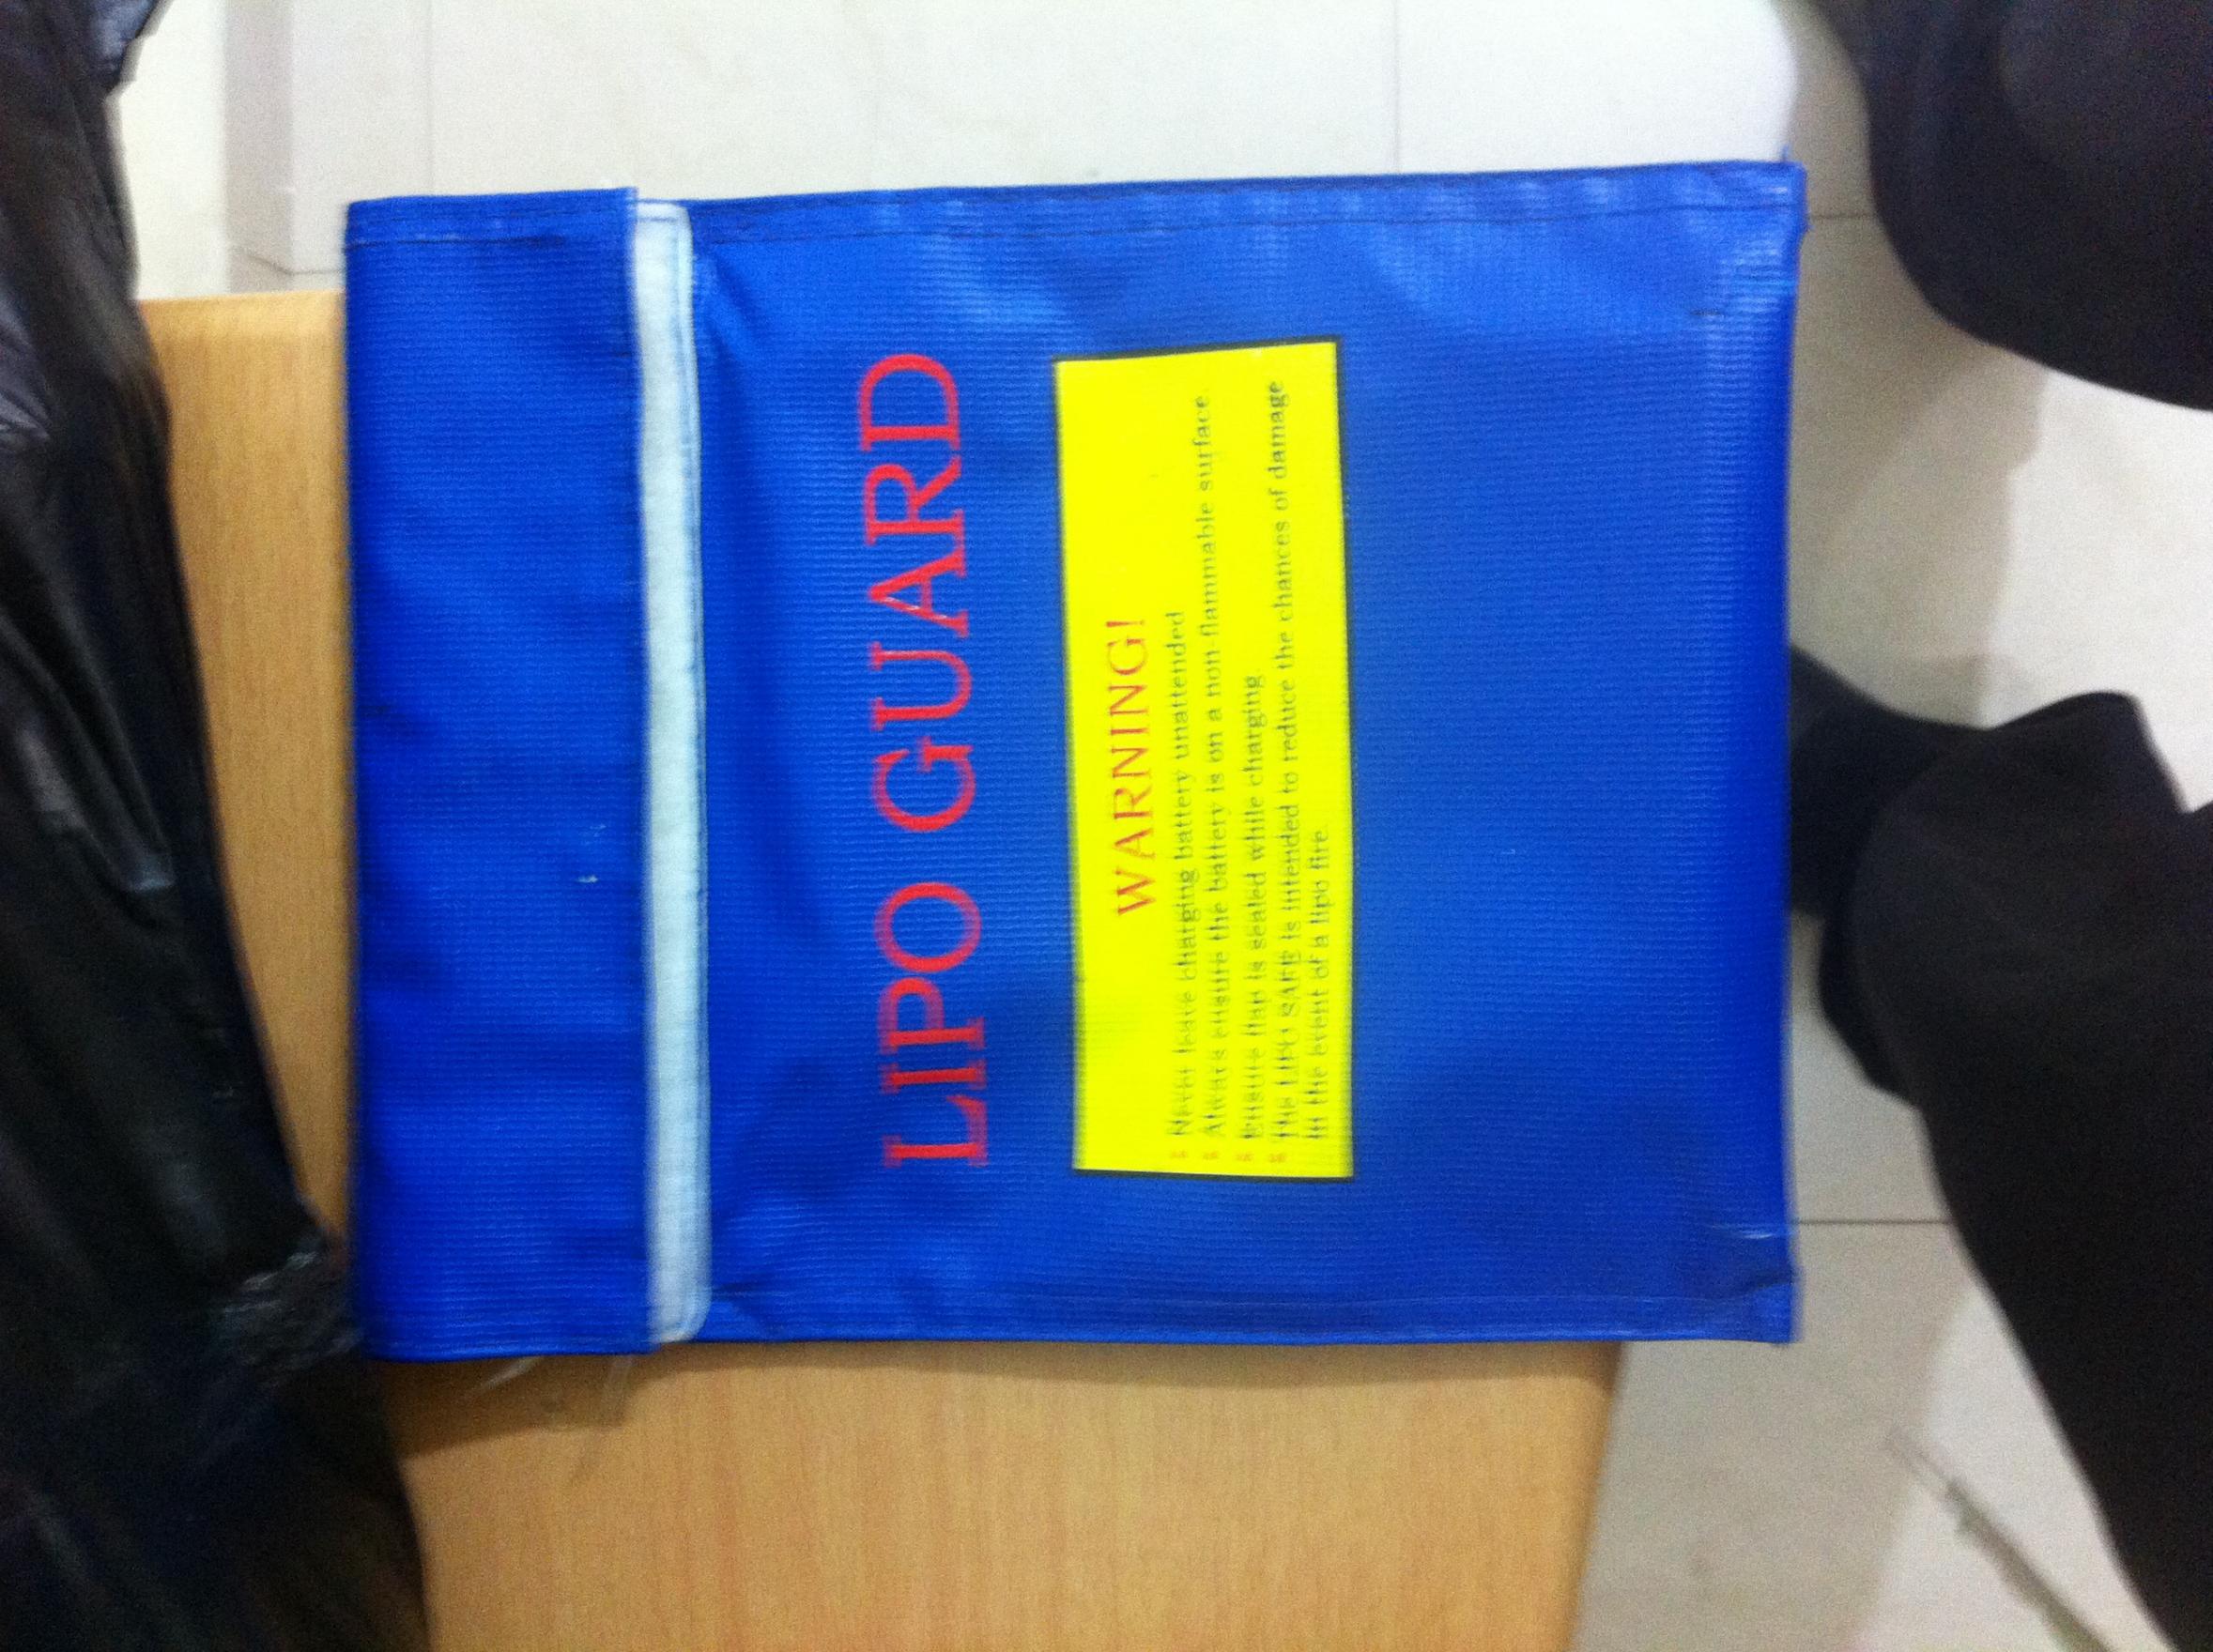 LIPO GUARD
WARNING!
Never leave charging battery unattended
Always ensure the battery is on a non-flammable surface
Ensure flap is sealed while charging.
The LIPO SAFE is intended to reduce the chances of damage
in the event of a lipo fire.